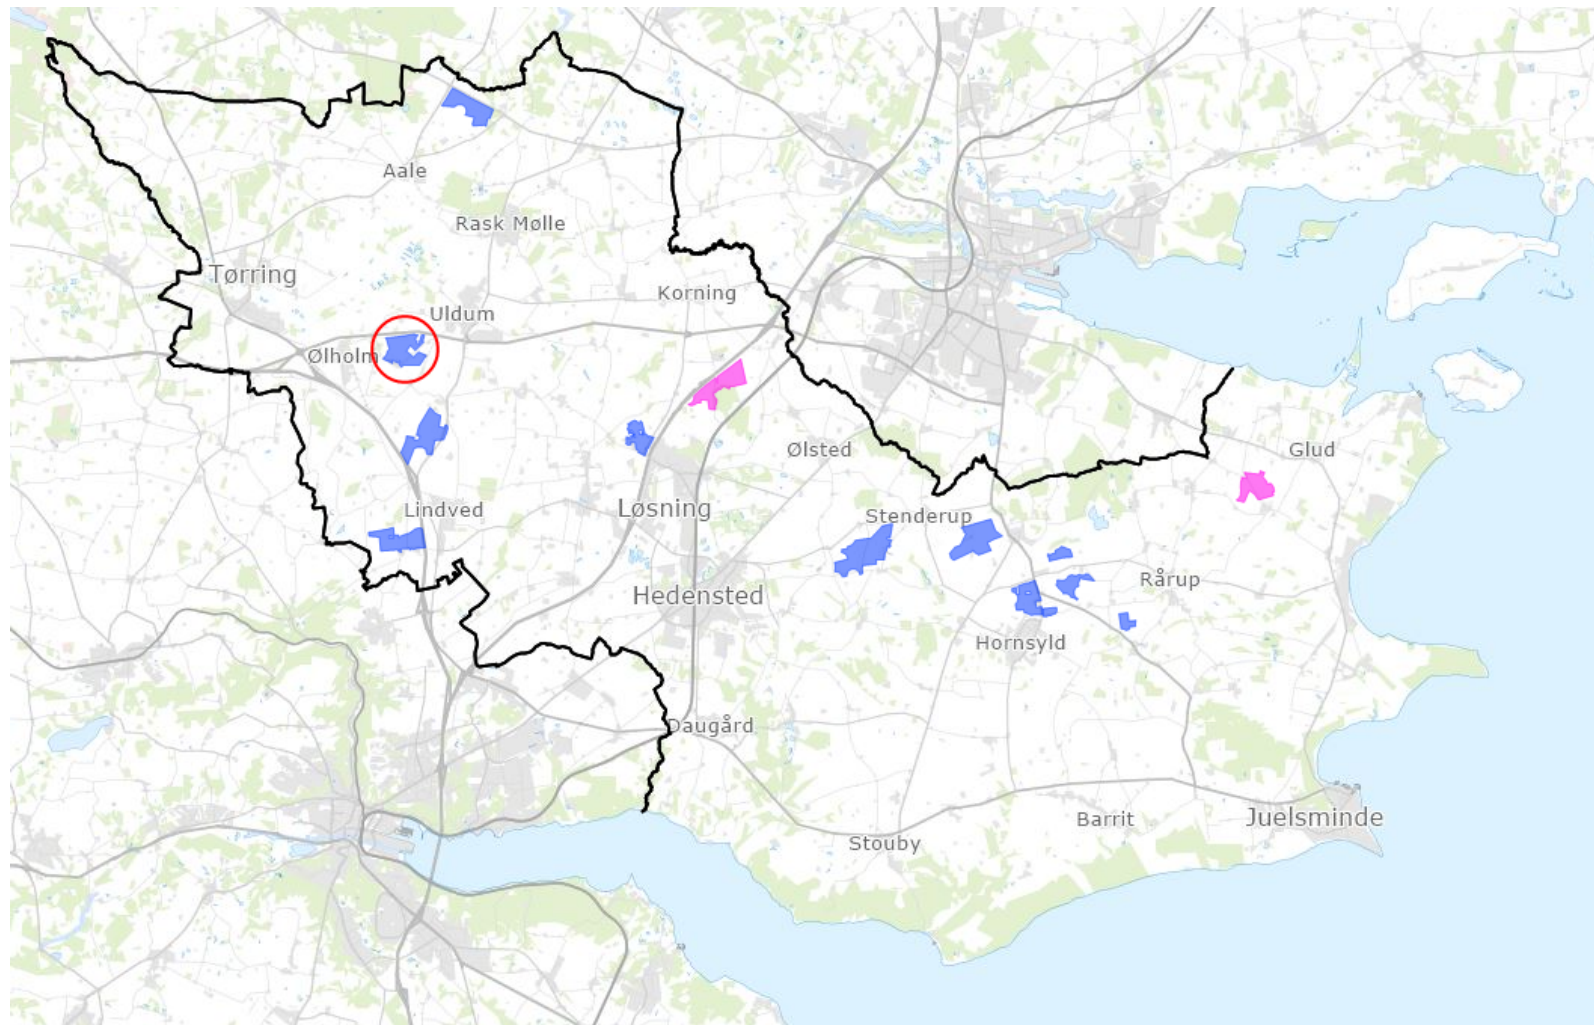 Aale
Rask Mølle
Tørring
Korning
Uldum
Ølholm
Ølsted
Glud
Lindved
Løsning
Stenderup
Rårup
Hedensted
Hornsyld
Daugård
Juelsminde
Barrit
Stouby